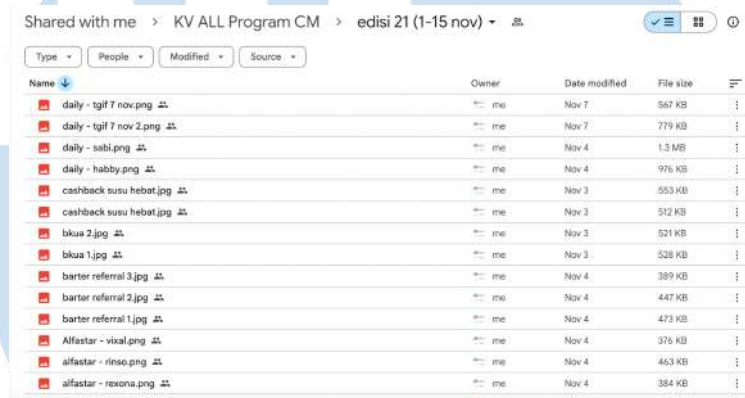 Shared with me > KV ALL Program CM > edisi 21 (1-15 nov)
Type People Modified Source
Name Owner Date modified File size
daily - tgif 7 nov.png me Nov 7 567 KB
daily - tgif 7 nov 2.png me Nov 7 779 KB
daily - sabi.png me Nov 4 1.3 MB
daily - habby.png me Nov 4 976 KB
cashback susu hebat.jpg me Nov 3 553 KB
cashback susu hebat.jpg me Nov 3 512 KB
bkua 2.jpg me Nov 3 521 KB
bkua 1.jpg me Nov 3 528 KB
barter referral 3.jpg me Nov 4 389 KB
barter referral 2.jpg me Nov 4 447 KB
barter referral 1.jpg me Nov 4 473 KB
Alfastar - vixal.png me Nov 4 376 KB
alfastar - rinso.png me Nov 4 463 KB
alfastar - rexona.png me Nov 4 384 KB